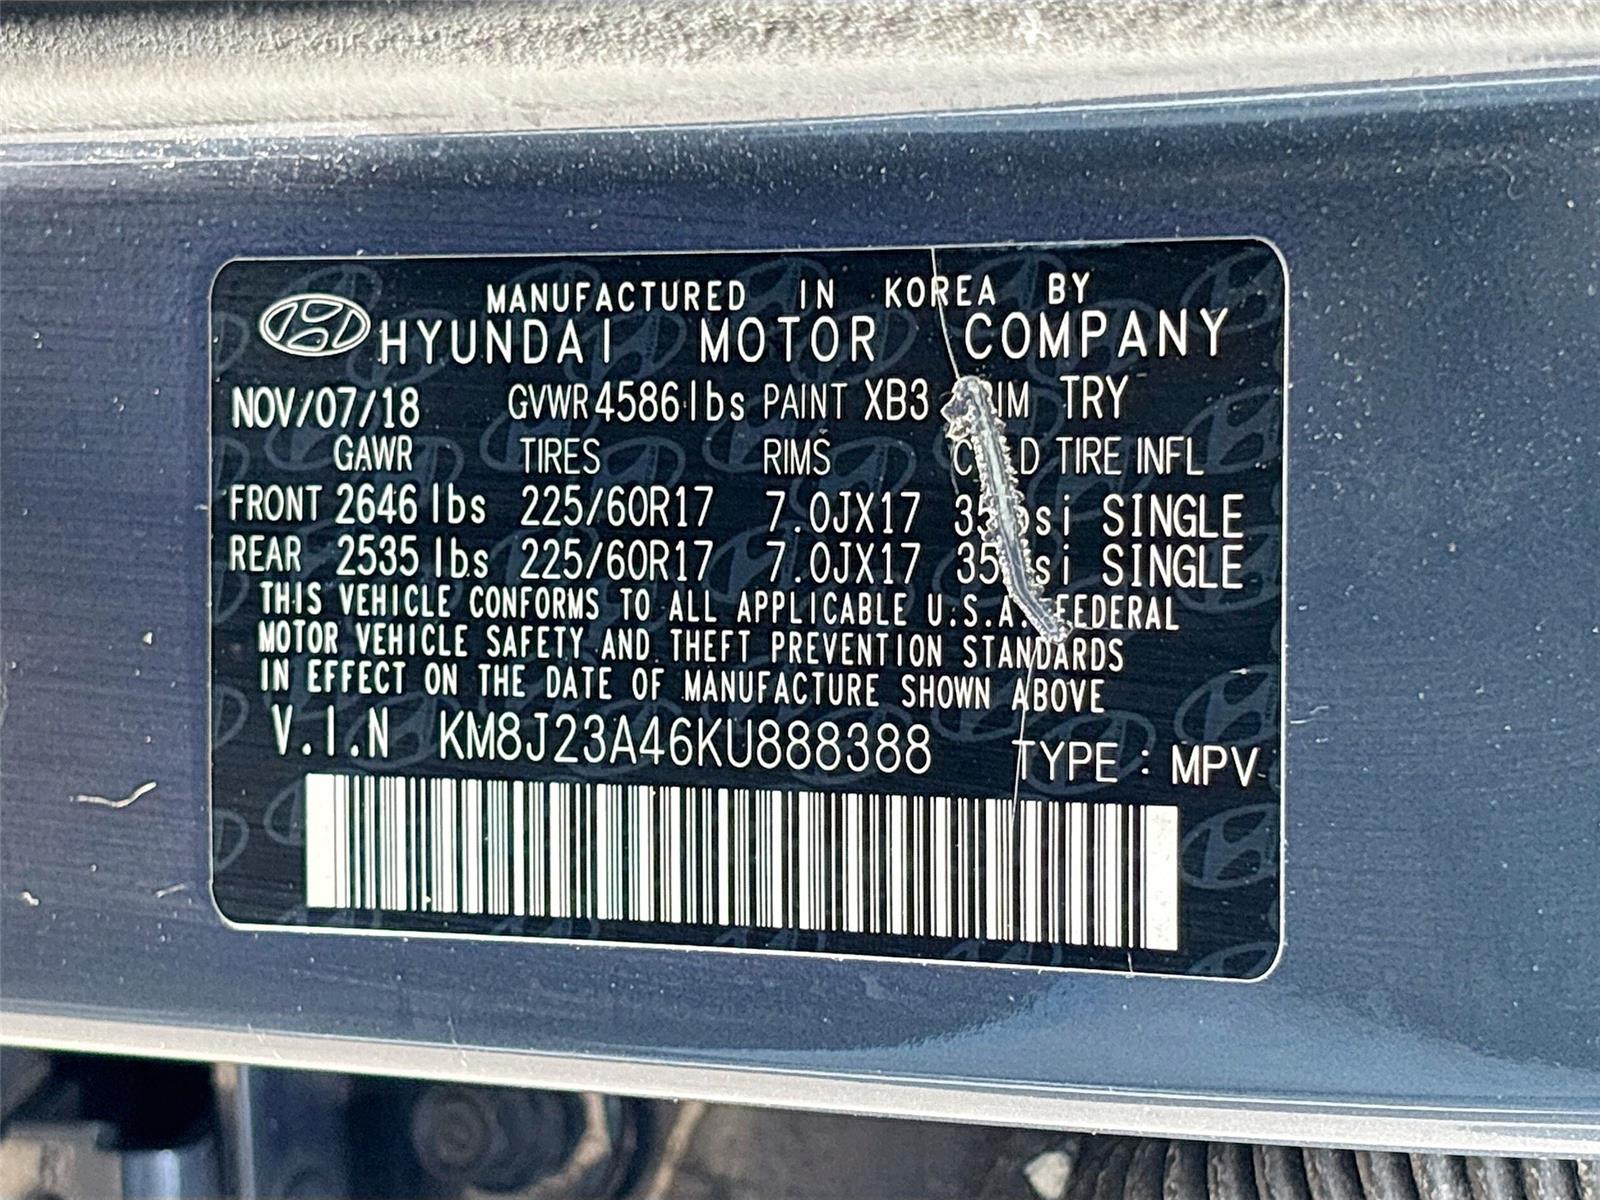 MANUFACTURED IN KOREA BY
HYUNDAI MOTOR COMPANY
NOV/07/18 GVWR 4586 lbs PAINT XB3 TRY
GAWR TIRES RIMS TIRE INFL
FRONT 2646 lbs 225/60R17 7.0JX17 SINGLE
REAR 2535 lbs 225/60R17 7.0JX17 SINGLE
THIS VEHICLE CONFORMS TO ALL APPLICABLE U.S.A. FEDERAL
MOTOR VEHICLE SAFETY AND THEFT PREVENTION STANDARDS
IN EFFECT ON THE DATE OF MANUFACTURE SHOWN ABOVE
V.I.N KM8J23A46KU888388 TYPE : MPV